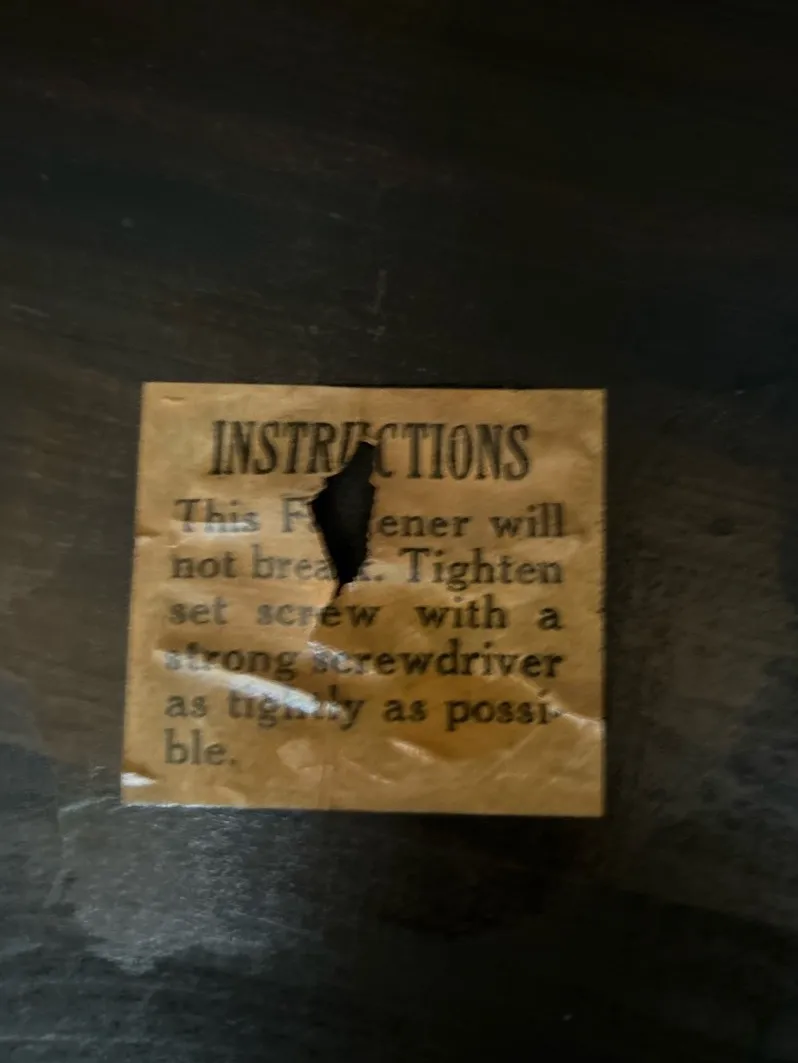 INSTRUCTIONS
This Fastener will
not break. Tighten
set screw with a
strong screwdriver
as tightly as possi-
ble.